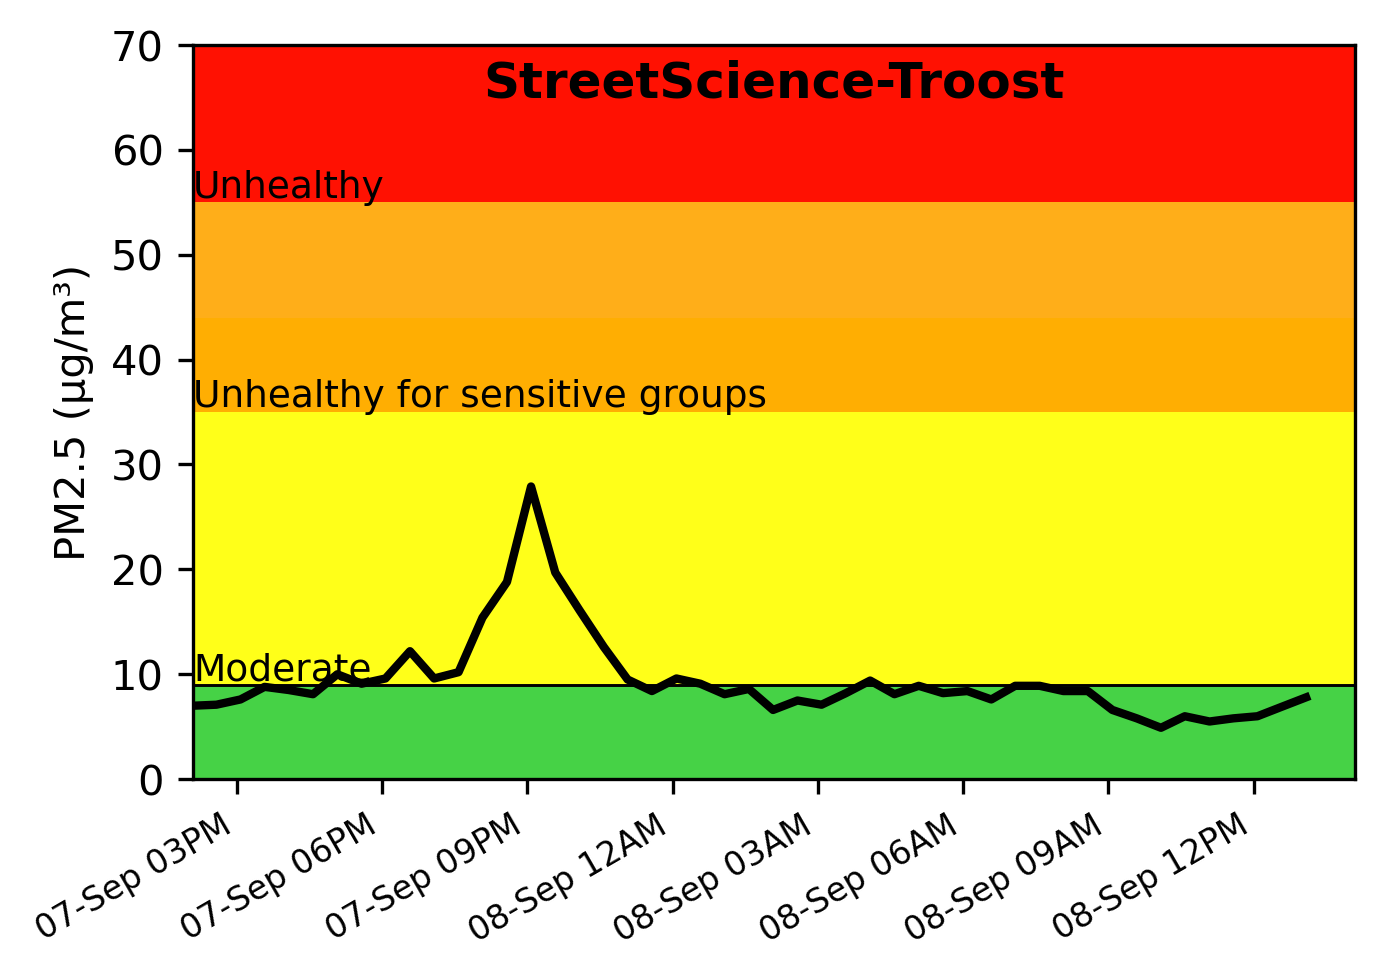 StreetScience-Troost
70
60
50
40
30
20
10
0
PM2.5 (µg/m³)
Unhealthy
Unhealthy for sensitive groups
Moderate
07-Sep 03PM
07-Sep 06PM
07-Sep 09PM
08-Sep 12AM
08-Sep 03AM
08-Sep 06AM
08-Sep 09AM
08-Sep 12PM